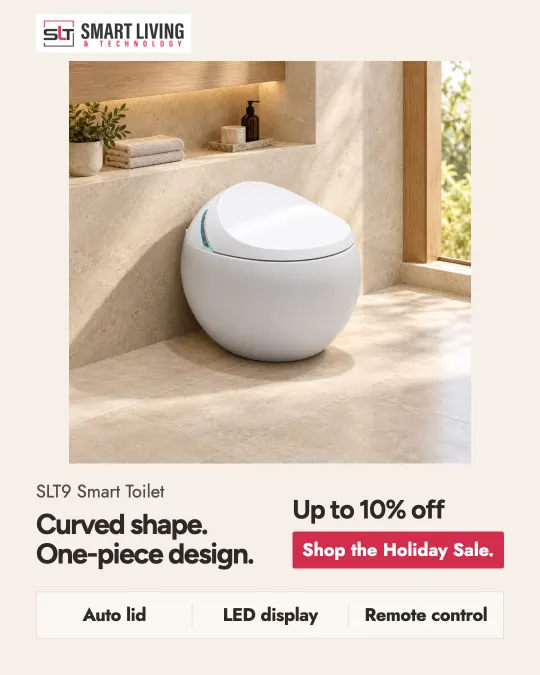 SLT SMART LIVING
& TECHNOLOGY
SLT9 Smart Toilet
Curved shape.
One-piece design.
Up to 10% off
Shop the Holiday Sale.
Auto lid
LED display
Remote control